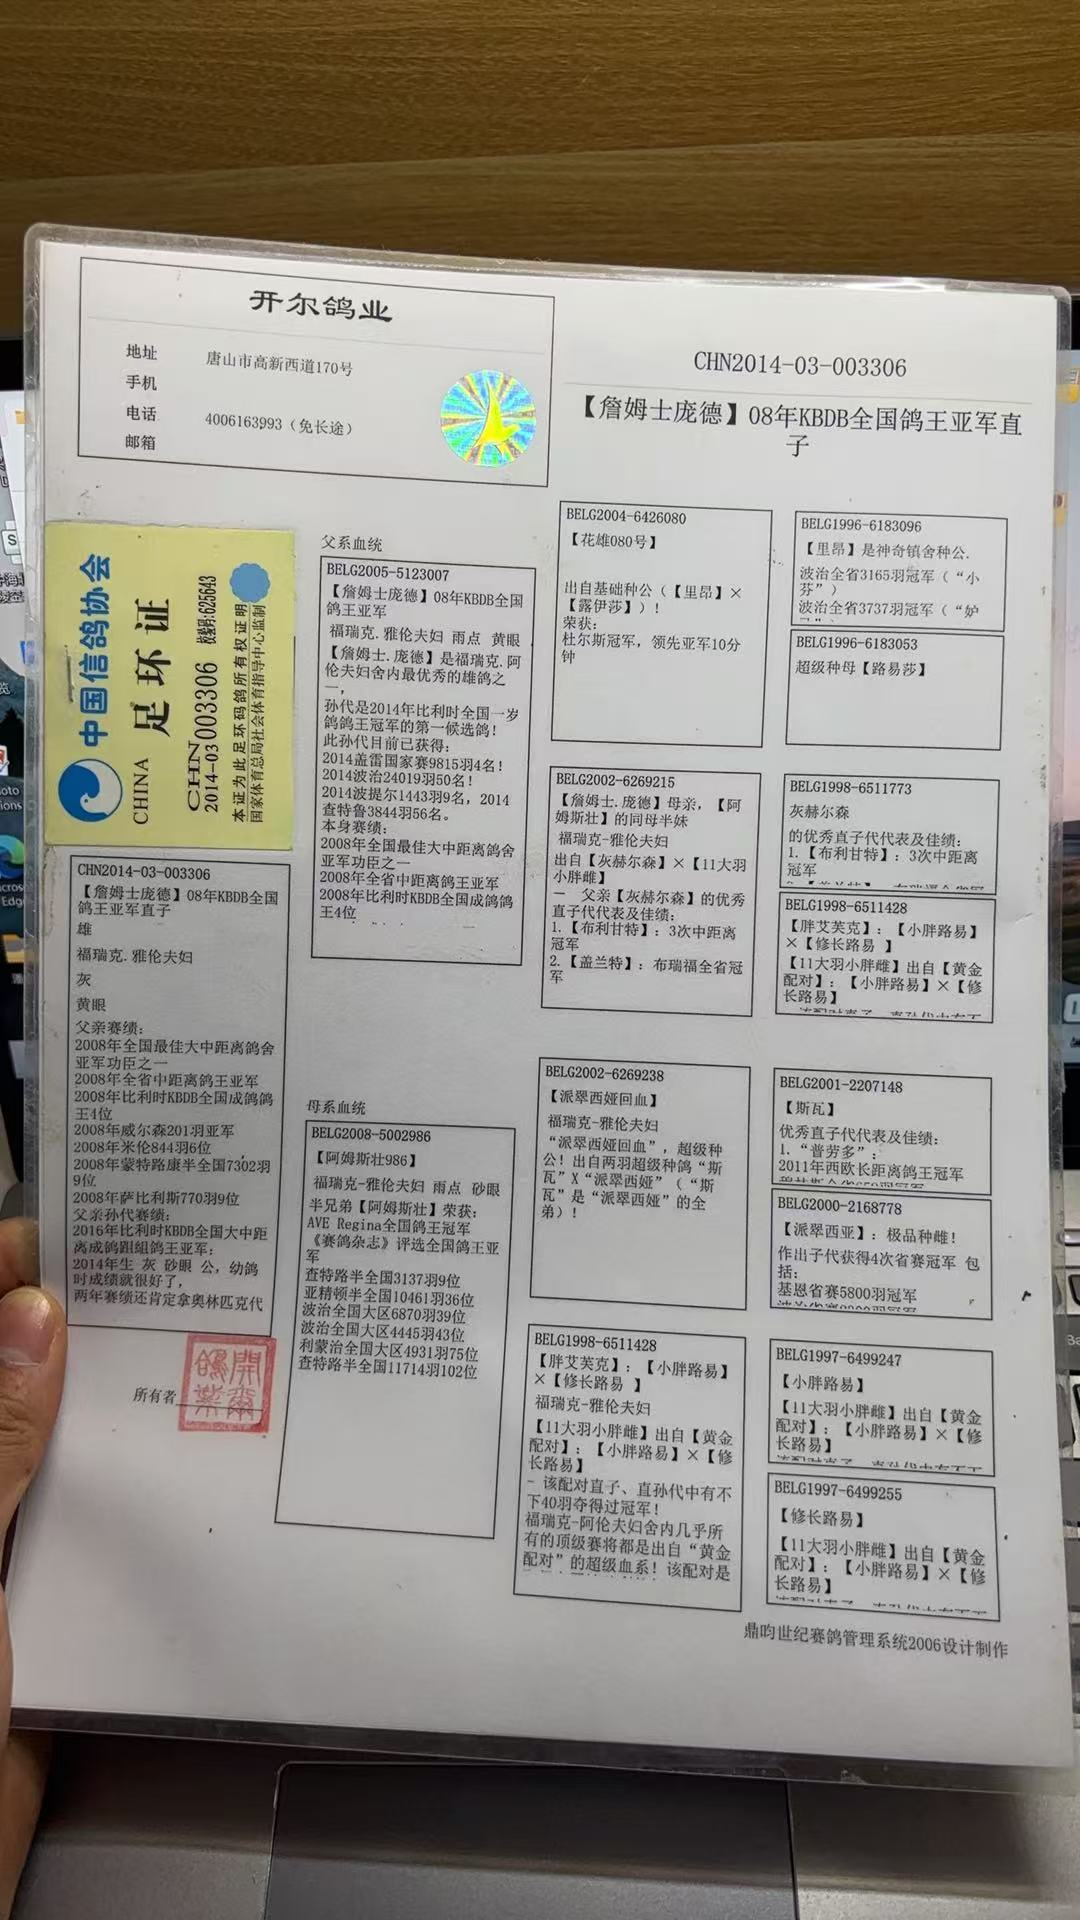 开尔鸽业
地址 唐山市高新西道170号
手机
电话 4006163993（免长途）
邮箱
CHN2014-03-003306
【詹姆士庞德】08年KBDB全国鸽王亚军直
子
中国信鸽协会
CHINA 足环证
CHN
2014-03 003306 校验码:625643
本证为此足环码鸽所有权证明
国家体育总局社会体育指导中心监制
CHN2014-03-003306
【詹姆士庞德】08年KBDB全国
鸽王亚军直子
雄
福瑞克.雅伦夫妇
灰
黄眼
父亲赛绩：
2008年全国最佳大中距离鸽舍
亚军功臣之一
2008年全省中距离鸽王亚军
2008年比利时KBDB全国成鸽鸽
王4位
2008年威尔森201羽亚军
2008年米伦844羽6位
2008年蒙特路康半全国7302羽
9位
2008年萨比利斯770羽9位
父亲孙代赛绩：
2016年比利时KBDB全国大中距
离成鸽跟组鸽王亚军：
2014年生 灰 砂眼 公，幼鸽
时成绩就很好了，
两年赛绩还肯定拿奥林匹克代
所有者
開爾鴿業
父系血统
BELG2005-5123007
【詹姆士庞德】08年KBDB全国
鸽王亚军
福瑞克.雅伦夫妇 雨点 黄眼
【詹姆士.庞德】是福瑞克.阿
伦夫妇舍内最优秀的雄鸽之
一，
孙代是2014年比利时全国一岁
鸽鸽王冠军的第一候选鸽！
此孙代目前已获得：
2014盖雷国家赛9815羽4名！
2014波治24019羽50名！
2014波提尔1443羽9名，2014
查特鲁3844羽56名。
本身赛绩：
2008年全国最佳大中距离鸽舍
亚军功臣之一
2008年全省中距离鸽王亚军
2008年比利时KBDB全国成鸽鸽
王4位
母系血统
BELG2008-5002986
【阿姆斯壮986】
福瑞克-雅伦夫妇 雨点 砂眼
半兄弟【阿姆斯壮】荣获：
AVE Regina全国鸽王冠军
《赛鸽杂志》评选全国鸽王亚
军
查特路半全国3137羽9位
亚精顿半全国10461羽36位
波治全国大区6870羽39位
波治全国大区4445羽43位
利蒙治全国大区4931羽75位
查特路半全国11714羽102位
BELG2004-6426080
【花雄080号】
出自基础种公（【里昂】×
【露伊莎】）！
荣获：
杜尔斯冠军，领先亚军10分
钟
BELG2002-6269215
【詹姆士.庞德】母亲，【阿
姆斯壮】的同母半妹
福瑞克-雅伦夫妇
出自【灰赫尔森】×【11大羽
小胖雌】
一 父亲【灰赫尔森】的优秀
直子代代表及佳绩：
1.【布利甘特】：3次中距离
冠军
2.【盖兰特】：布瑞福全省冠
军
BELG2002-6269238
【派翠西娅回血】
福瑞克-雅伦夫妇
“派翠西娅回血”，超级种
公！出自两羽超级种鸽“斯
瓦”X“派翠西娅”（“斯
瓦”是“派翠西娅”的全
弟）！
BELG1998-6511428
【胖艾芙克】：【小胖路易】
×【修长路易 】
福瑞克-雅伦夫妇
【11大羽小胖雌】出自【黄金
配对】：【小胖路易】×【修
长路易】
- 该配对直子、直孙代中有不
下40羽夺得过冠军！
福瑞克-阿伦夫妇舍内几乎所
有的顶级赛将都是出自“黄金
配对”的超级血系！该配对是
BELG1996-6183096
【里昂】是神奇镇舍种公.
波治全省3165羽冠军（“小
芬”）
波治全省3737羽冠军（“妒
BELG1996-6183053
超级种母【路易莎】
BELG1998-6511773
灰赫尔森
的优秀直子代代表及佳绩：
1.【布利甘特】：3次中距离
冠军
BELG1998-6511428
【胖艾芙克】：【小胖路易】
×【修长路易 】
【11大羽小胖雌】出自【黄金
配对】：【小胖路易】×【修
长路易】
BELG2001-2207148
【斯瓦】
优秀直子代代表及佳绩：
1.“普劳多”：
2011年西欧长距离鸽王冠军
BELG2000-2168778
【派翠西亚】：极品种雌！
作出子代获得4次省赛冠军 包
括：
基恩省赛5800羽冠军
BELG1997-6499247
【小胖路易】
【11大羽小胖雌】出自【黄金
配对】：【小胖路易】×【修
长路易】
BELG1997-6499255
【修长路易】
【11大羽小胖雌】出自【黄金
配对】：【小胖路易】×【修
长路易】
鼎昀世纪赛鸽管理系统2006设计制作